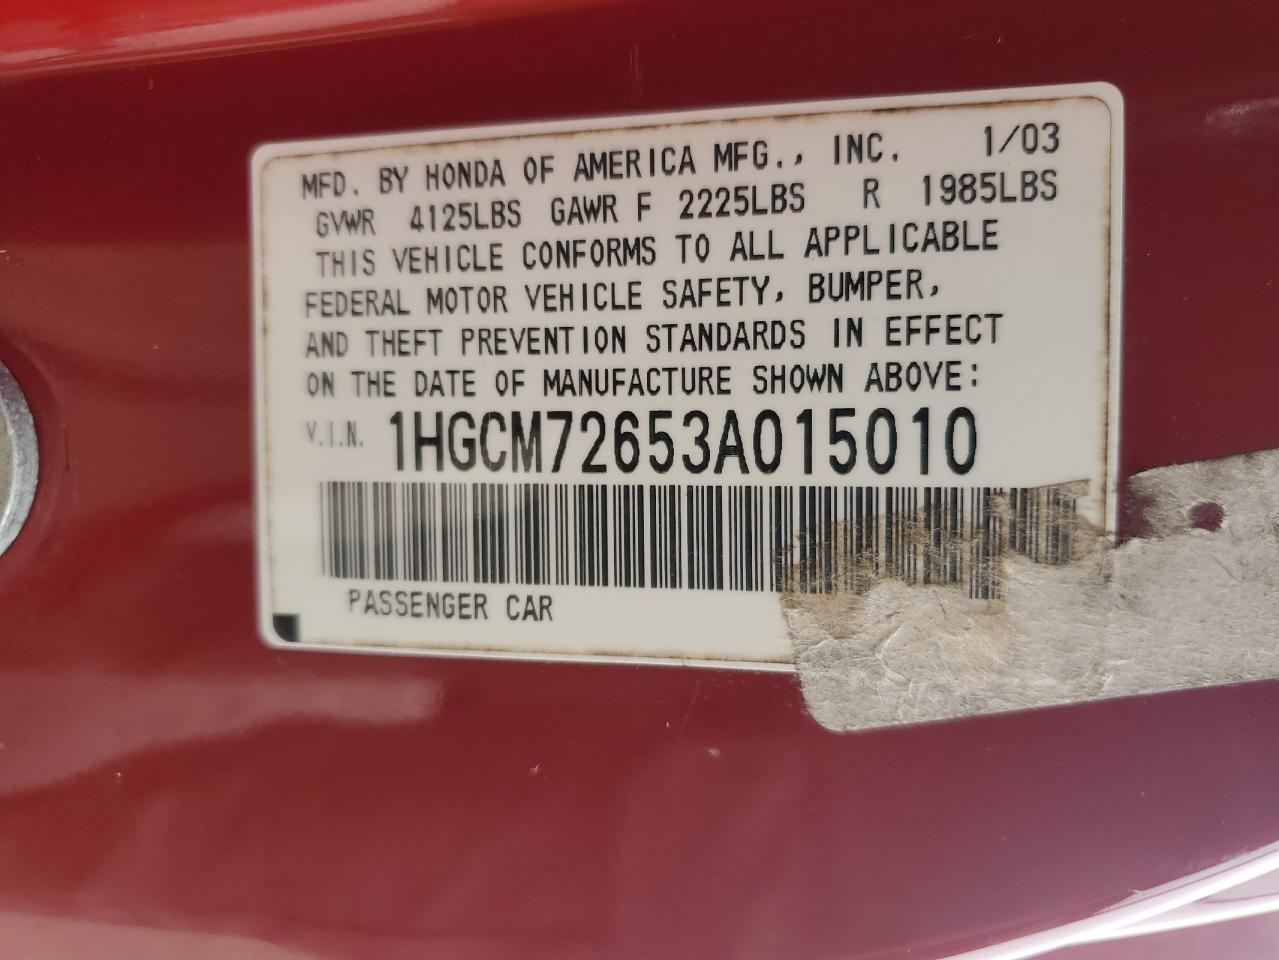 MFD. BY HONDA OF AMERICA MFG., INC. 1/03
GVWR 4125LBS GAWR F 2225LBS R 1985LBS
THIS VEHICLE CONFORMS TO ALL APPLICABLE
FEDERAL MOTOR VEHICLE SAFETY, BUMPER,
AND THEFT PREVENTION STANDARDS IN EFFECT
ON THE DATE OF MANUFACTURE SHOWN ABOVE:
V.I.N. 1HGCM72653A015010
PASSENGER CAR